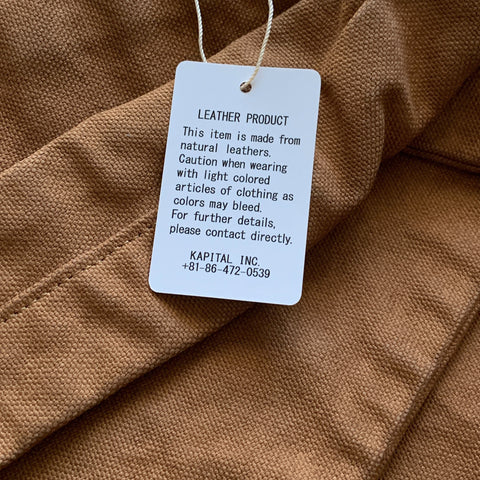 LEATHER PRODUCT
This item is made from
natural leathers.
Caution when wearing
with light colored
articles of clothing as
colors may bleed.
For further details,
please contact directly.
KAPITAL INC.
+81-86-472-0539